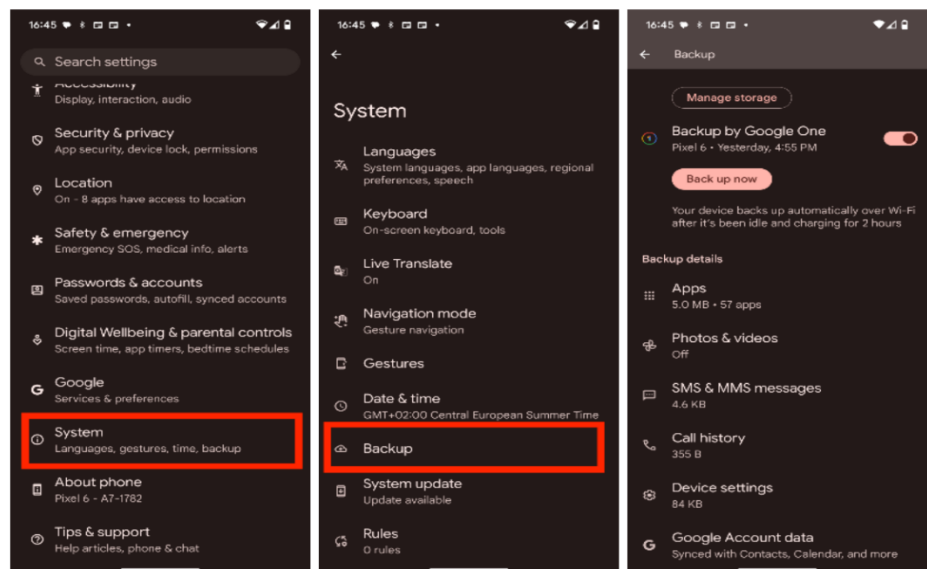 16:45
Search settings
Accessibility
Display, interaction, audio
Security & privacy
App security, device lock, permissions
Location
On - 8 apps have access to location
Safety & emergency
Emergency SOS, medical info, alerts
Passwords & accounts
Saved passwords, autofill, synced accounts
Digital Wellbeing & parental controls
Screen time, app timers, bedtime schedules
G
Google
Services & preferences
System
Languages, gestures, time, backup
About phone
Pixel 6 - A7-1782
Tips & support
Help articles, phone & chat
16:45
System
Languages
System languages, app languages, regional
preferences, speech
Keyboard
On-screen keyboard, tools
Live Translate
On
Navigation mode
Gesture navigation
Gestures
Date & time
GMT+02:00 Central European Summer Time
Backup
System update
Update available
Rules
0 rules
16:45
Backup
Manage storage
Backup by Google One
Pixel 6 • Yesterday, 4:55 PM
Back up now
Your device backs up automatically over Wi-Fi
after it's been idle and charging for 2 hours
Backup details
Apps
5.0 MB • 57 apps
Photos & videos
Off
SMS & MMS messages
4.6 KB
Call history
355 B
Device settings
84 KB
G
Google Account data
Synced with Contacts, Calendar, and more